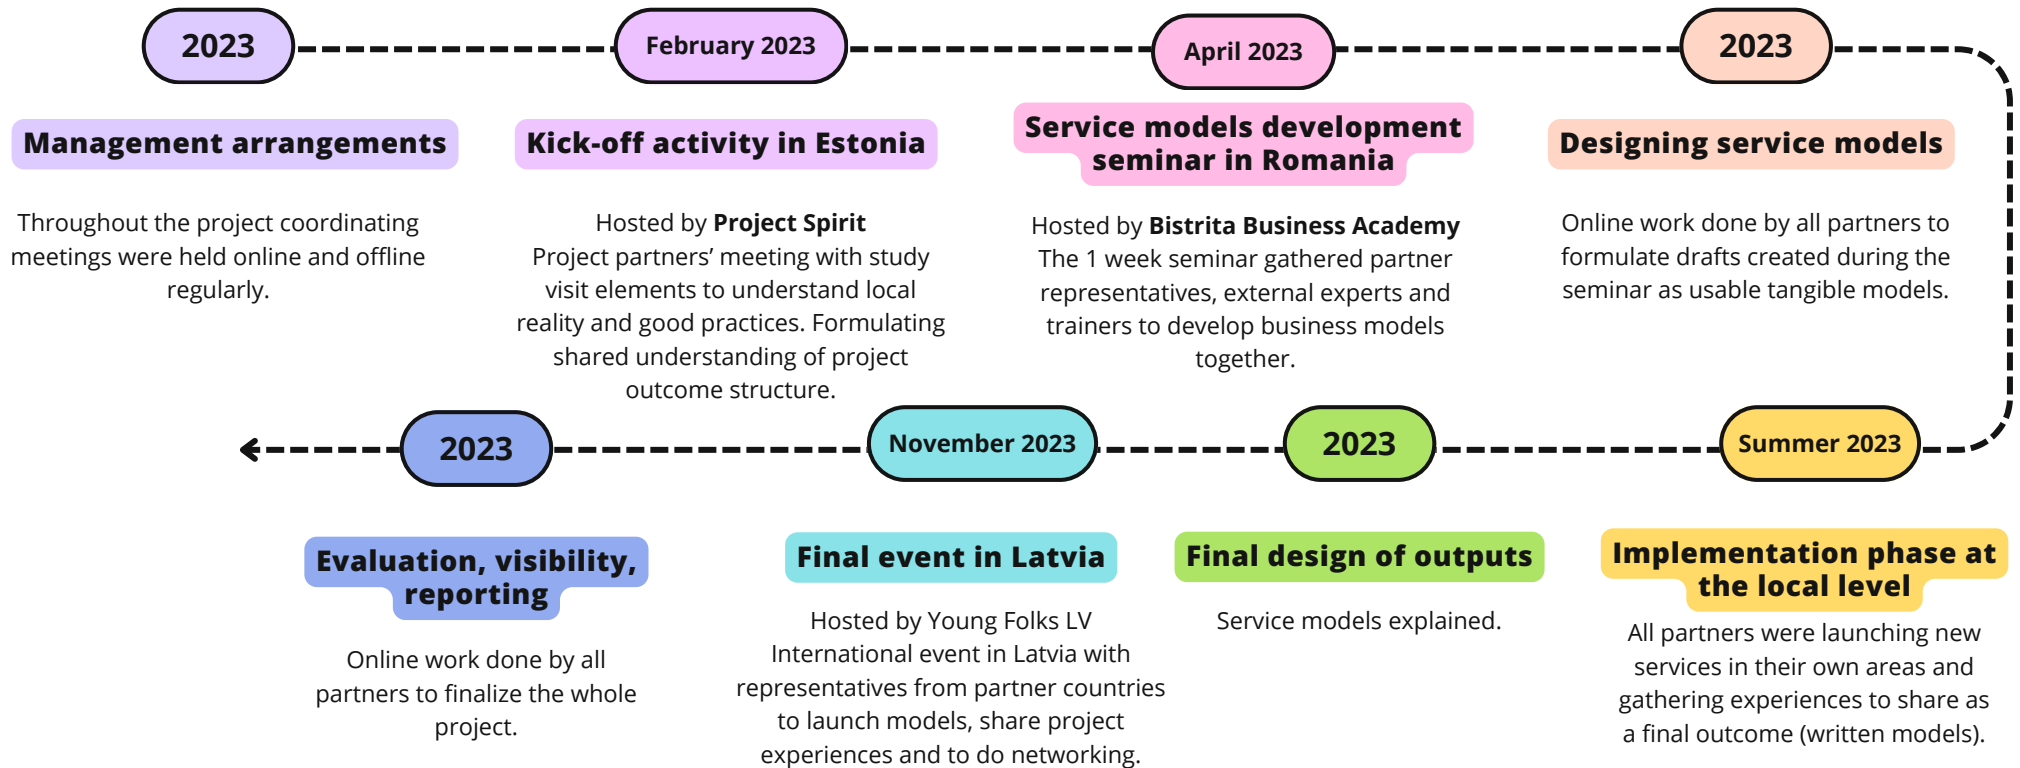 2023
Management arrangements
Throughout the project coordinating
meetings were held online and offline
regularly.
February 2023
Kick-off activity in Estonia
Hosted by Project Spirit
Project partners’ meeting with study
visit elements to understand local
reality and good practices. Formulating
shared understanding of project
outcome structure.
April 2023
Service models development
seminar in Romania
Hosted by Bistrita Business Academy
The 1 week seminar gathered partner
representatives, external experts and
trainers to develop business models
together.
2023
Designing service models
Online work done by all partners to
formulate drafts created during the
seminar as usable tangible models.
Summer 2023
Implementation phase at
the local level
All partners were launching new
services in their own areas and
gathering experiences to share as
a final outcome (written models).
2023
Final design of outputs
Service models explained.
November 2023
Final event in Latvia
Hosted by Young Folks LV
International event in Latvia with
representatives from partner countries
to launch models, share project
experiences and to do networking.
2023
Evaluation, visibility,
reporting
Online work done by all
partners to finalize the whole
project.